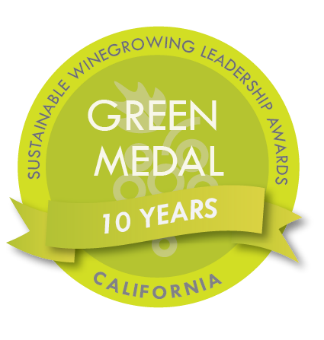 SUSTAINABLE WINEGROWING LEADERSHIP AWARDS
GREEN
MEDAL
10 YEARS
CALIFORNIA